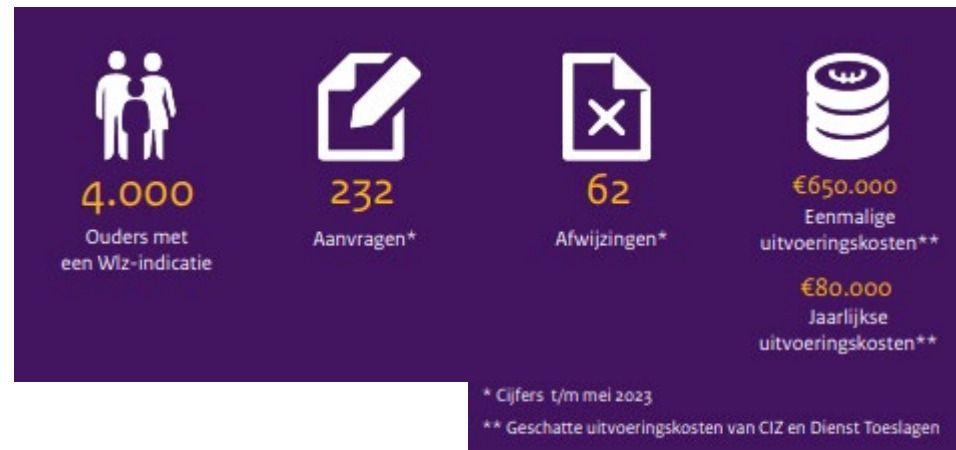 4.000
Ouders met
een Wlz-indicatie
232
Aanvragen*
62
Afwijzingen*
€650.000
Eenmalige
uitvoeringskosten**
€80.000
Jaarlijkse
uitvoeringskosten**
* Cijfers t/m mei 2023
** Geschatte uitvoeringskosten van CIZ en Dienst Toeslagen